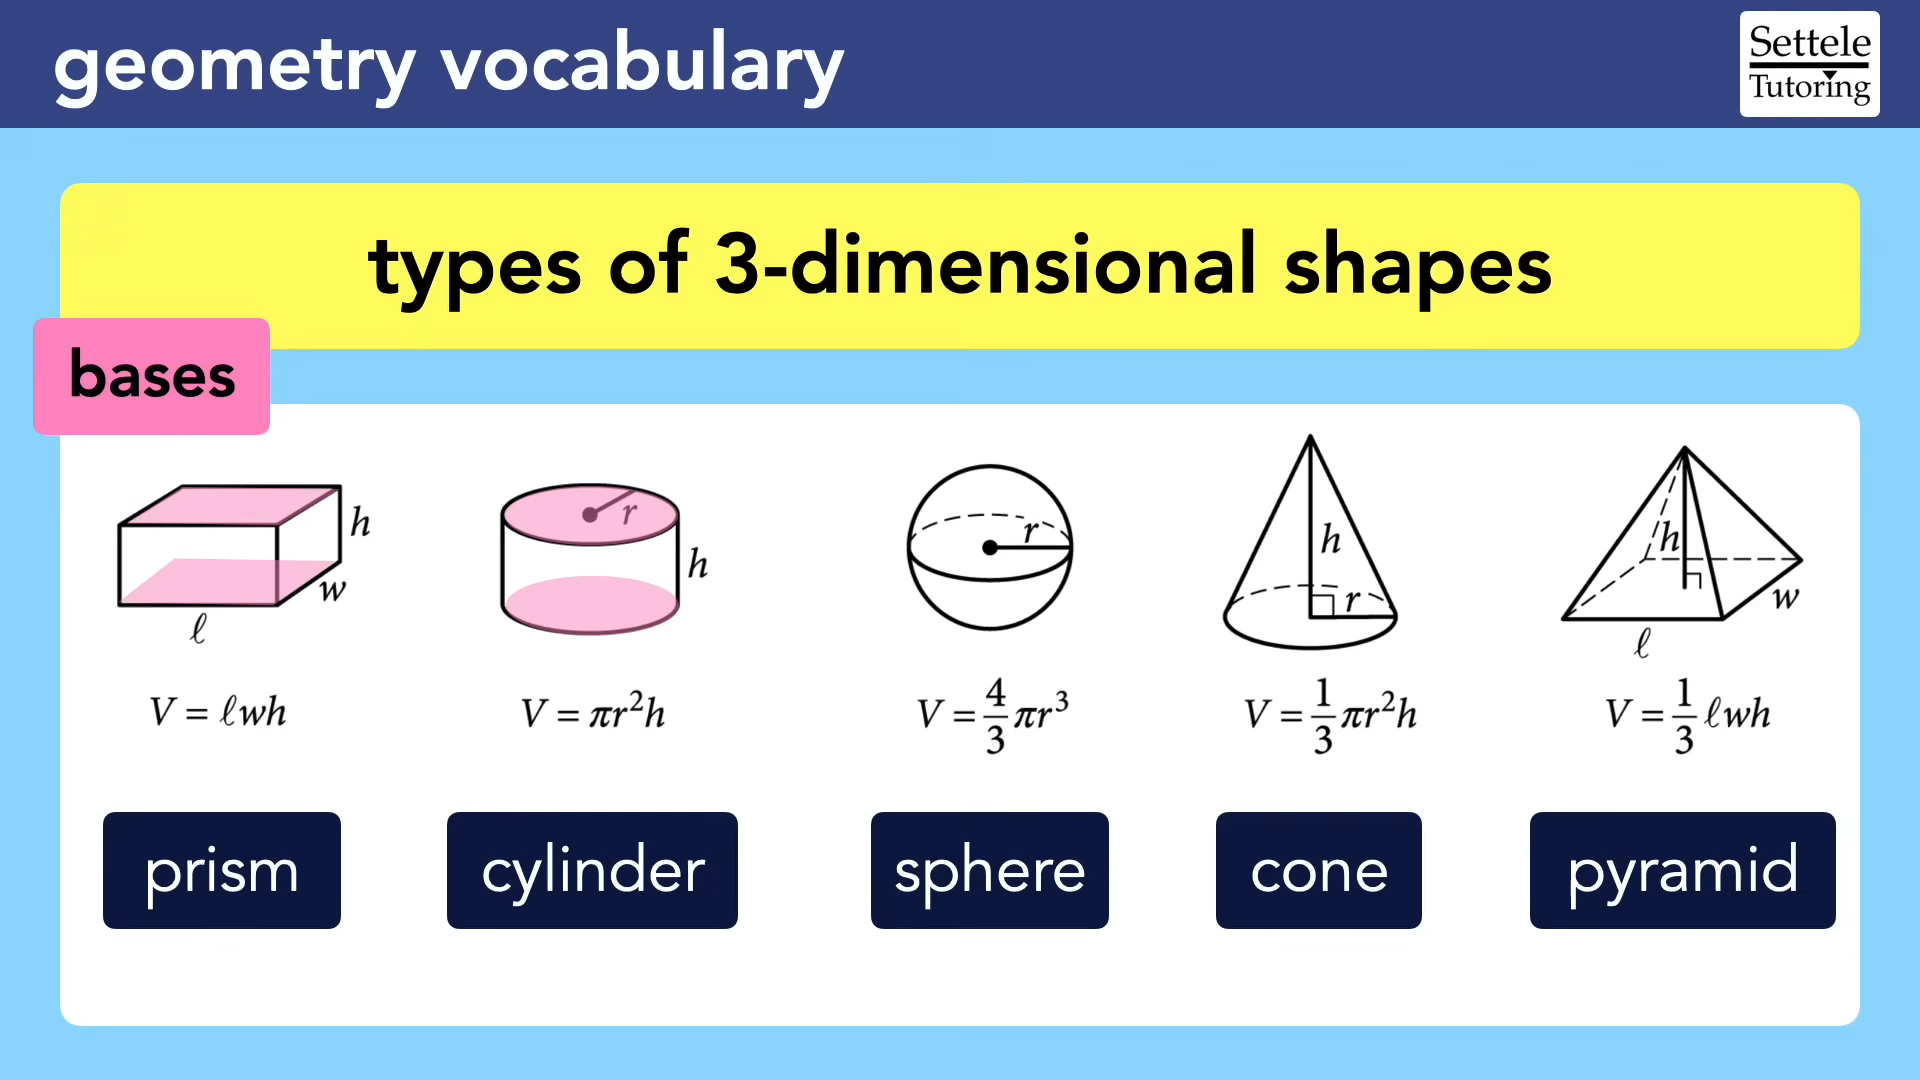 geometry vocabulary
Settele
Tutoring
types of 3-dimensional shapes
bases
h
w
ℓ
V = ℓwh
prism
r
h
V = πr²h
cylinder
r
V = 4/3 πr³
sphere
h
r
V = 1/3 πr²h
cone
h
w
ℓ
V = 1/3 ℓwh
pyramid